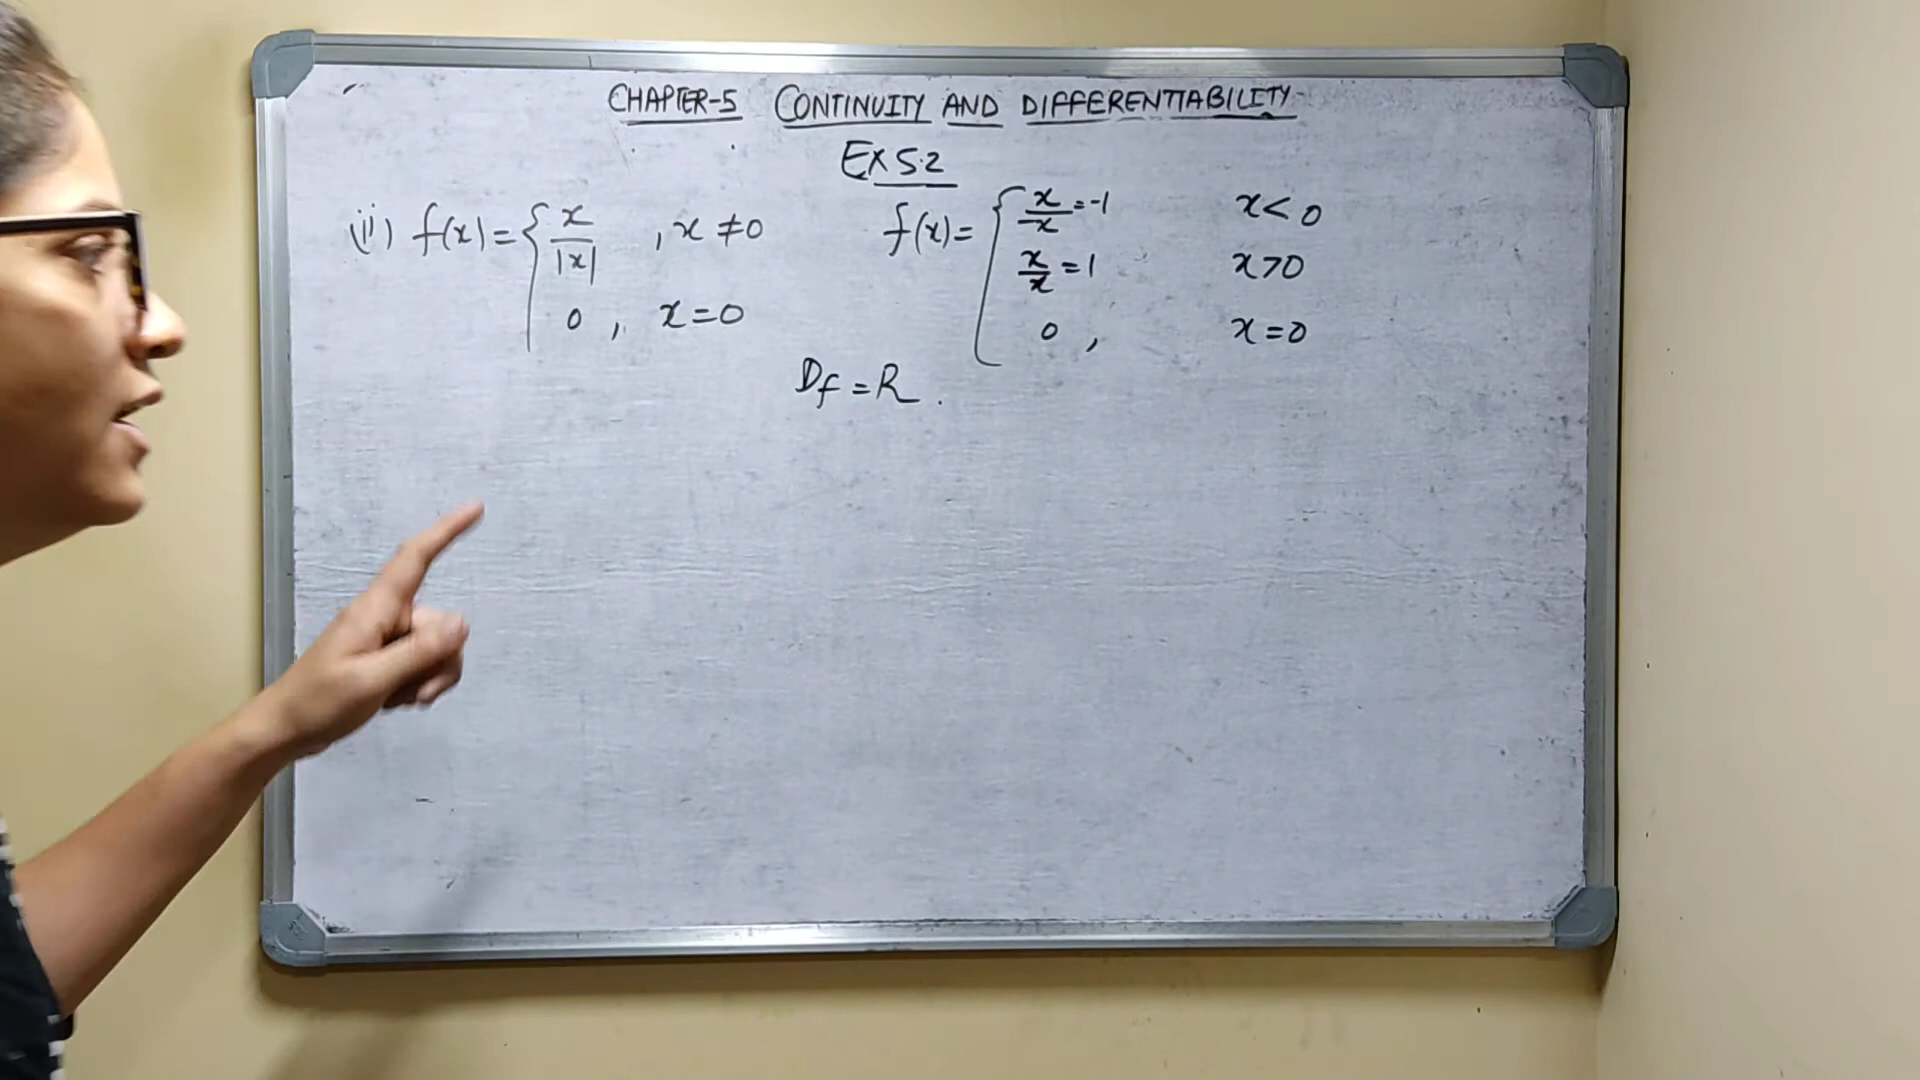 CHAPTER-5 CONTINUITY AND DIFFERENTIABILITY
EX 5.2
(ii) f(x) = { x/|x| , x ≠ 0
0 , x = 0
f(x) = { x/-x = -1 x < 0
x/x = 1 x > 0
0 , x = 0
Df = R.